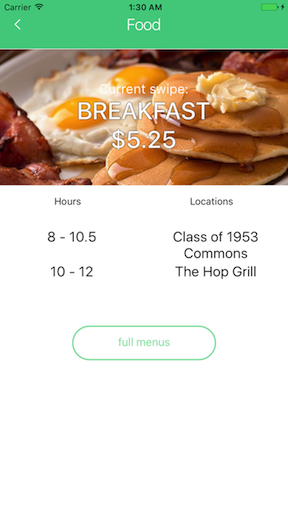 Carrier 1:30 AM
Food
Current swipe:
BREAKFAST
$5.25
Hours Locations
8 - 10.5 Class of 1953
Commons
10 - 12 The Hop Grill
full menus